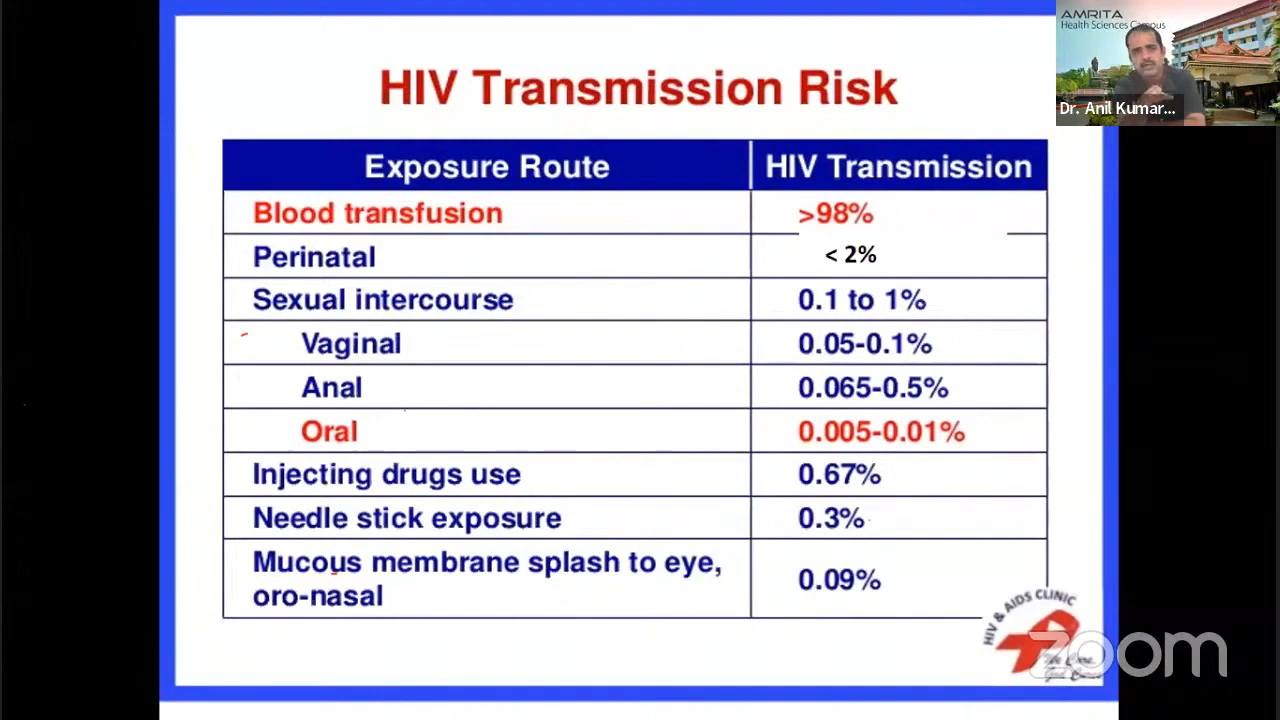 AMRITA
Health Sciences Campus
Dr. Anil Kumar...
HIV Transmission Risk
Exposure Route HIV Transmission
Blood transfusion >98%
Perinatal < 2%
Sexual intercourse 0.1 to 1%
Vaginal 0.05-0.1%
Anal 0.065-0.5%
Oral 0.005-0.01%
Injecting drugs use 0.67%
Needle stick exposure 0.3%
Mucous membrane splash to eye,
oro-nasal 0.09%
HIV & AIDS CLINIC
zoom